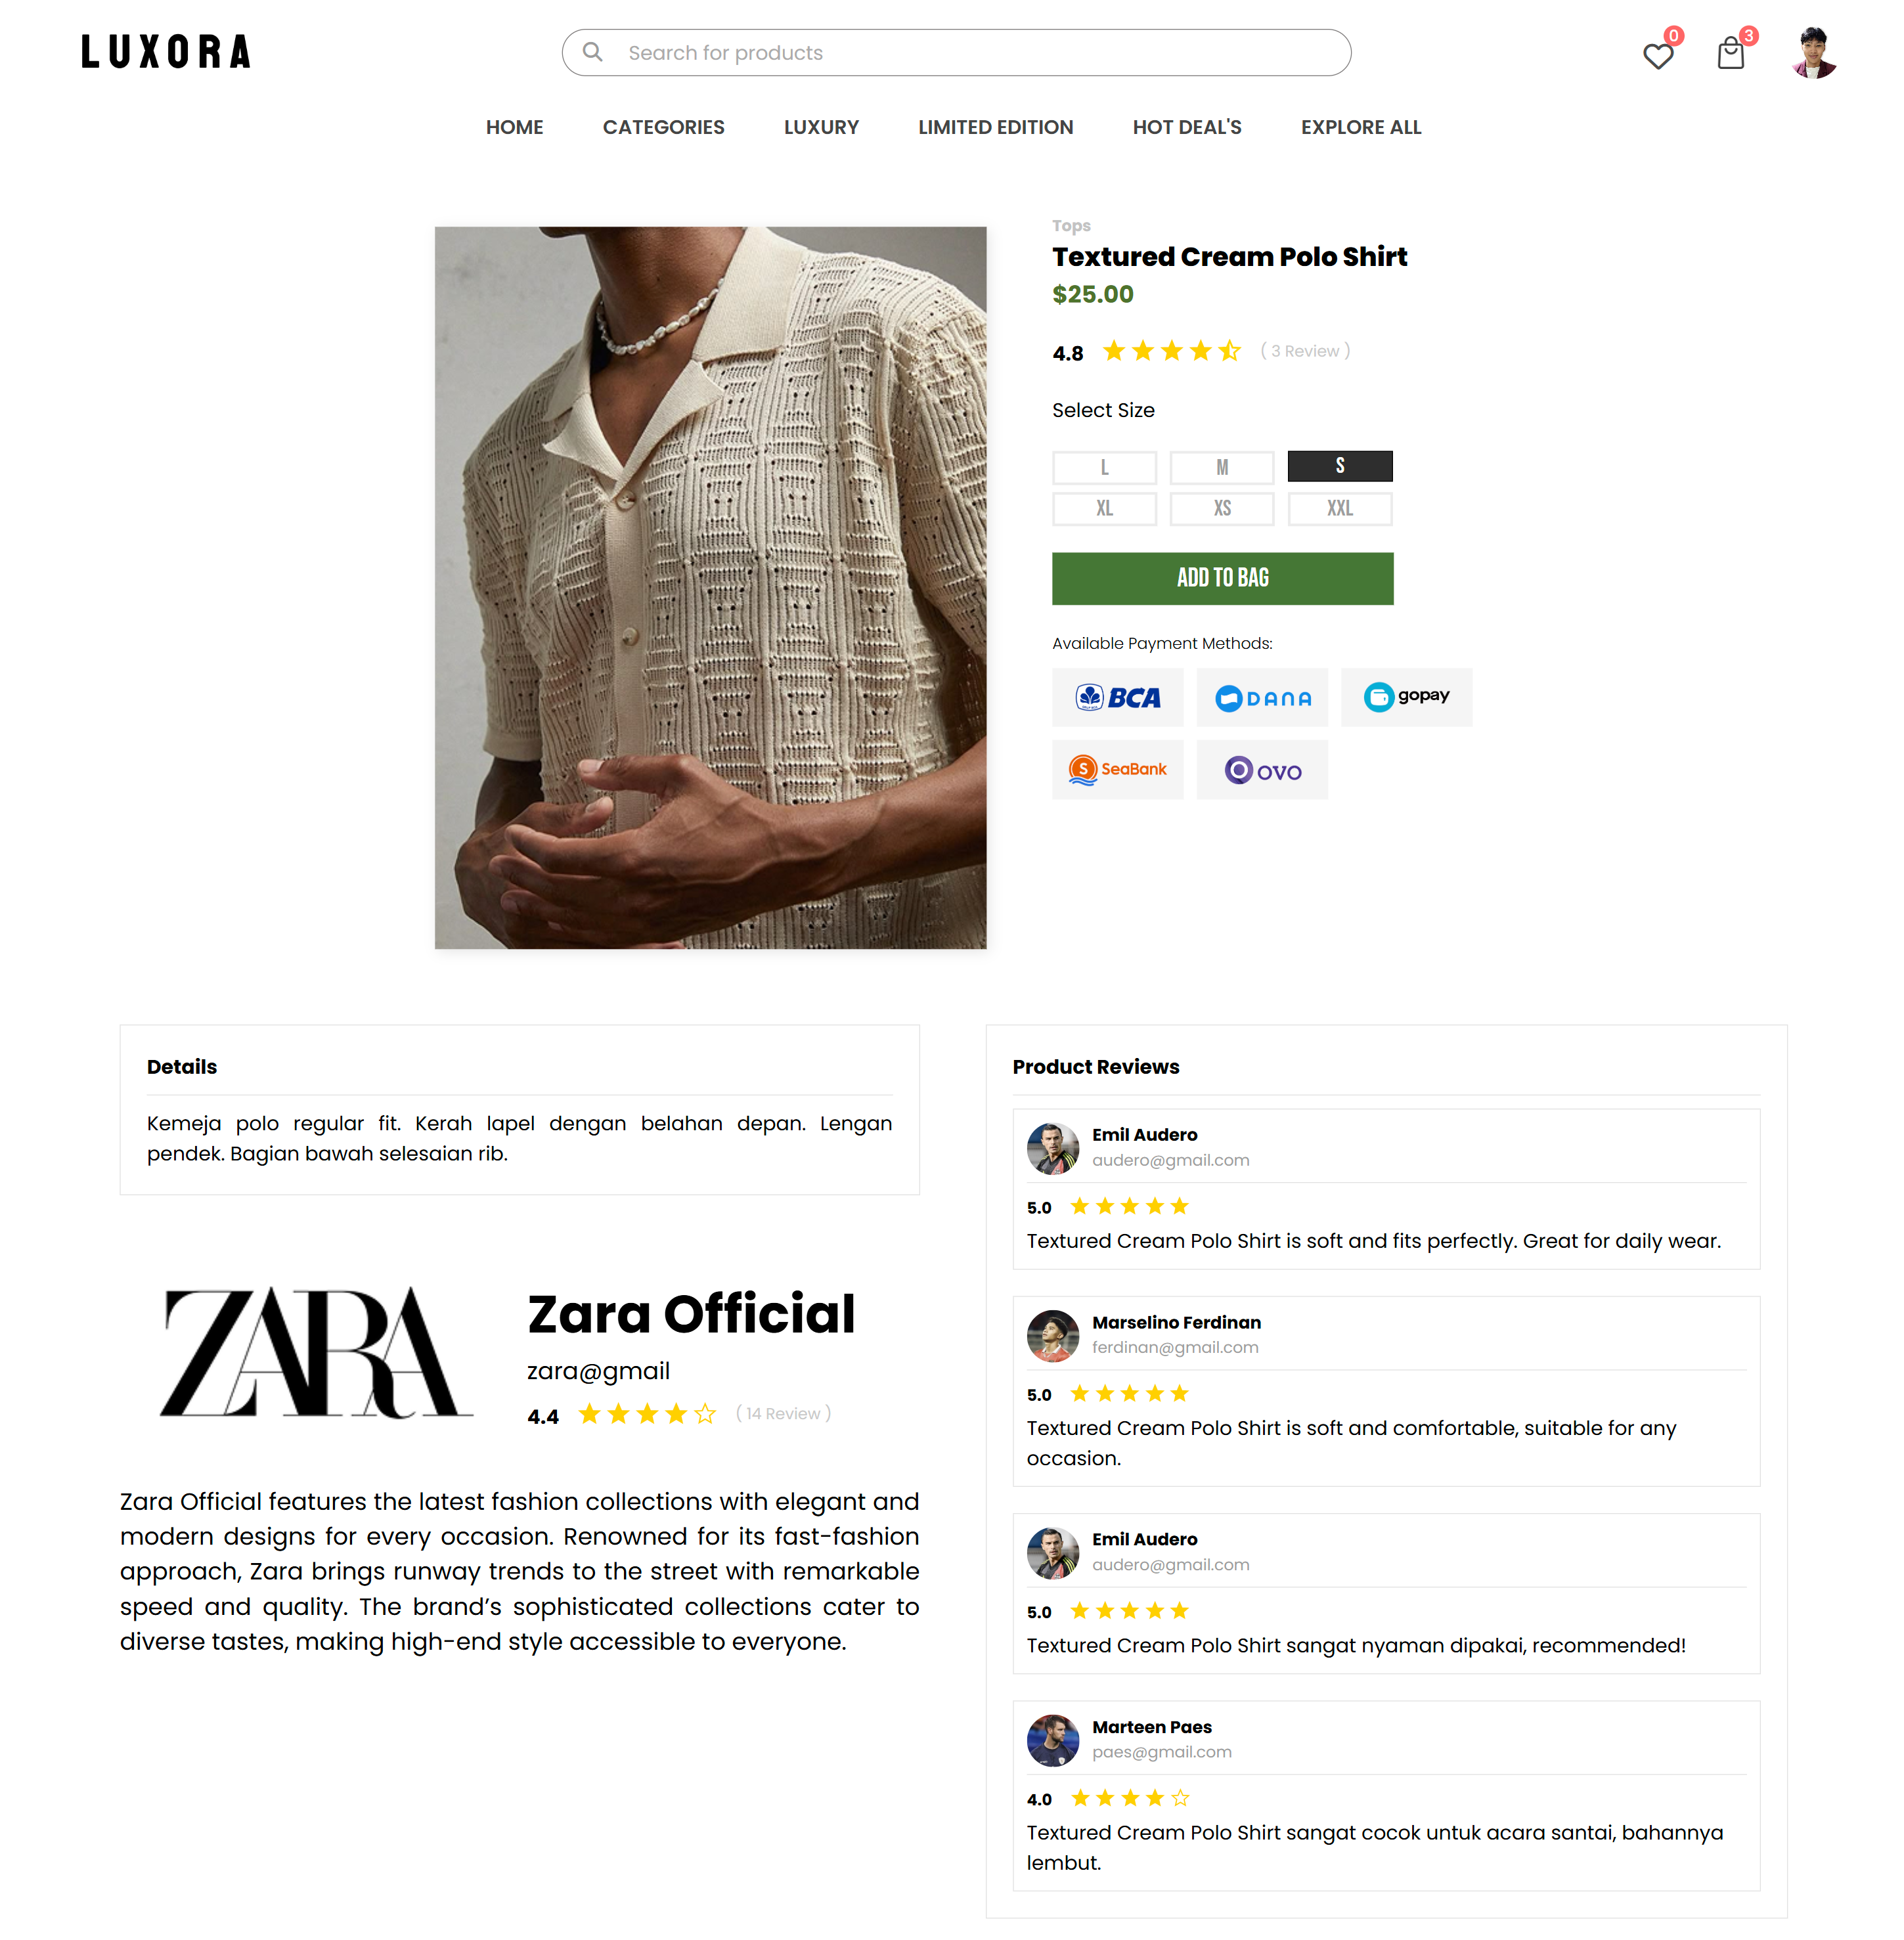 LUXORA
Search for products
0
3
HOME
CATEGORIES
LUXURY
LIMITED EDITION
HOT DEAL'S
EXPLORE ALL
Tops
Textured Cream Polo Shirt
$25.00
4.8
( 3 Review )
Select Size
L
M
S
XL
XS
XXL
ADD TO BAG
Available Payment Methods:
BCA
DANA
gopay
S SeaBank
OVO
Details
Kemeja polo regular fit. Kerah lapel dengan belahan depan. Lengan
pendek. Bagian bawah selesaian rib.
ZARA
Zara Official
zara@gmail
4.4
( 14 Review )
Zara Official features the latest fashion collections with elegant and
modern designs for every occasion. Renowned for its fast-fashion
approach, Zara brings runway trends to the street with remarkable
speed and quality. The brand’s sophisticated collections cater to
diverse tastes, making high-end style accessible to everyone.
Product Reviews
Emil Audero
audero@gmail.com
5.0
Textured Cream Polo Shirt is soft and fits perfectly. Great for daily wear.
Marselino Ferdinan
ferdinan@gmail.com
5.0
Textured Cream Polo Shirt is soft and comfortable, suitable for any
occasion.
Emil Audero
audero@gmail.com
5.0
Textured Cream Polo Shirt sangat nyaman dipakai, recommended!
Marteen Paes
paes@gmail.com
4.0
Textured Cream Polo Shirt sangat cocok untuk acara santai, bahannya
lembut.